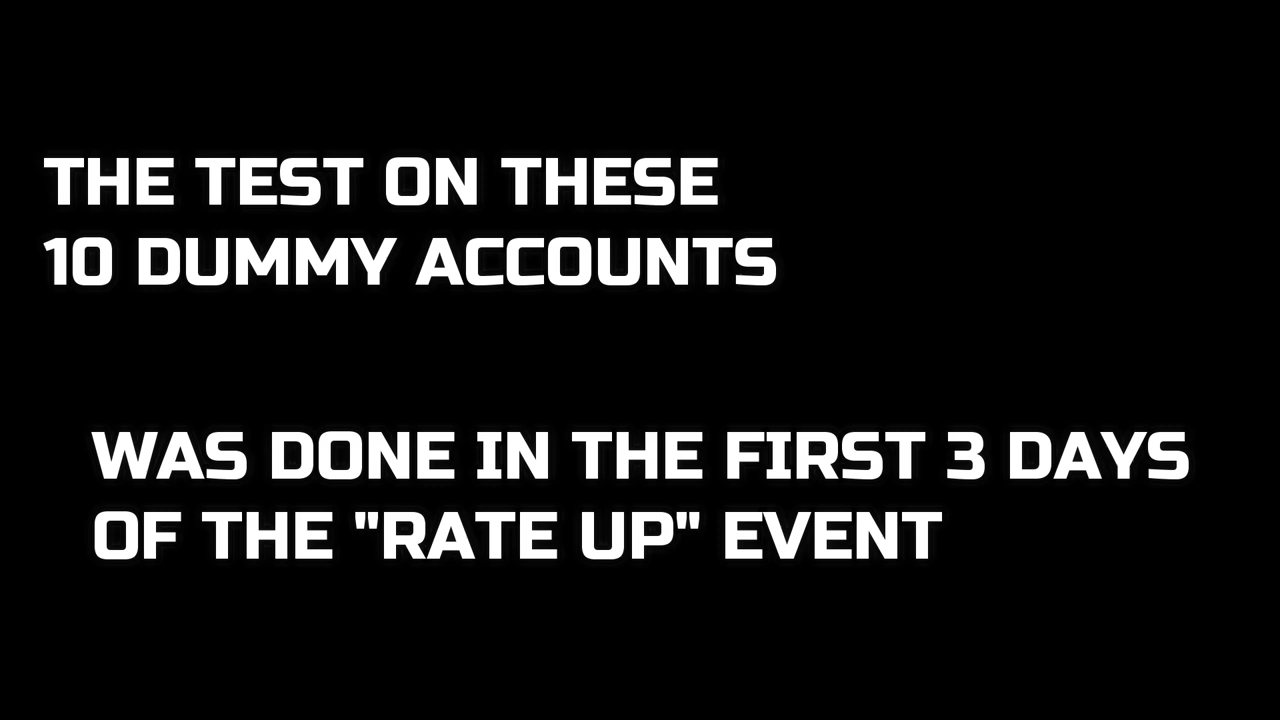 THE TEST ON THESE
10 DUMMY ACCOUNTS
WAS DONE IN THE FIRST 3 DAYS
OF THE "RATE UP" EVENT